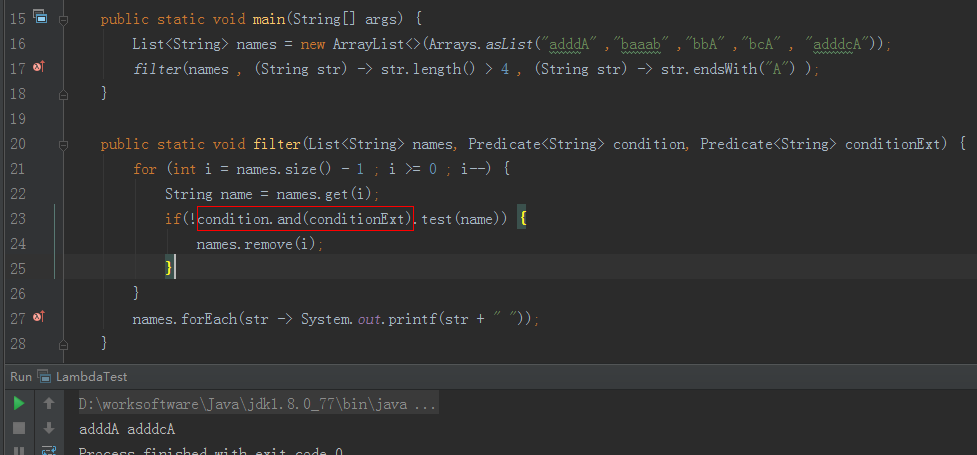 15 public static void main(String[] args) {
16 List<String> names = new ArrayList<>(Arrays.asList("adddA" ,"baaab" ,"bbA" ,"bcA" , "adddcA"));
17 filter(names , (String str) -> str.length() > 4 , (String str) -> str.endsWith("A") );
18 }
19
20 public static void filter(List<String> names, Predicate<String> condition, Predicate<String> conditionExt) {
21 for (int i = names.size() - 1 ; i >= 0 ; i--) {
22 String name = names.get(i);
23 if(!condition.and(conditionExt).test(name)) {
24 names.remove(i);
25 }
26 }
27 names.forEach(str -> System.out.printf(str + " "));
28 }
Run LambdaTest
D:\worksoftware\Java\jdk1.8.0_77\bin\java ...
adddA adddcA
Process finished with exit code 0